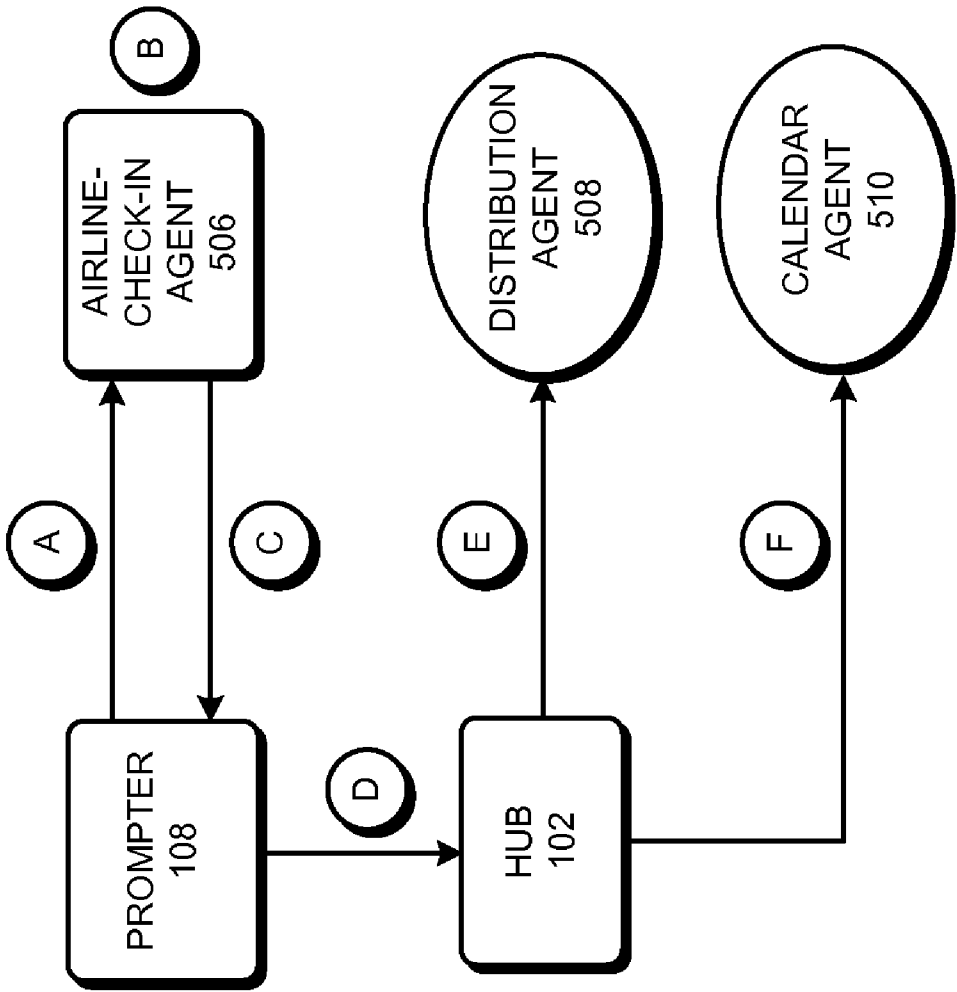 B
AIRLINE-
CHECK-IN
AGENT
506
DISTRIBUTION
AGENT
508
CALENDAR
AGENT
510
A
C
E
F
D
PROMPTER
108
HUB
102